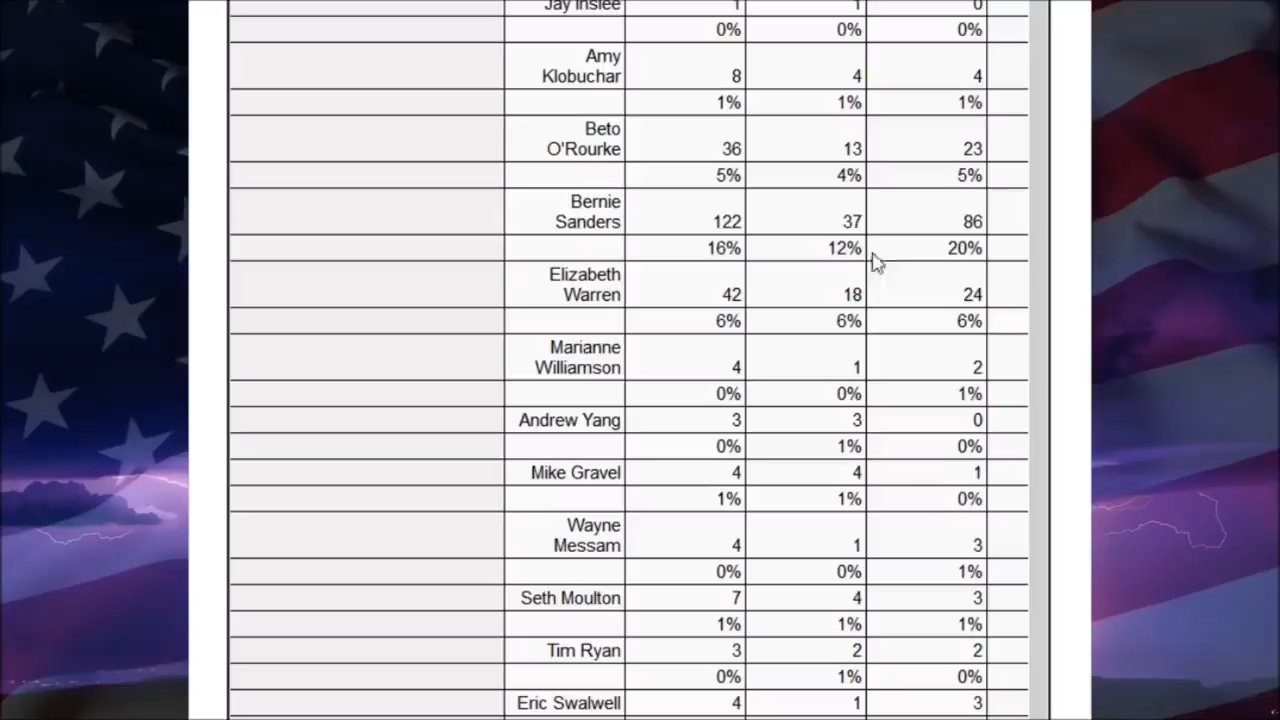 Jay Inslee 1 1 0
0% 0% 0%
Amy
Klobuchar 8 4 4
1% 1% 1%
Beto
O'Rourke 36 13 23
5% 4% 5%
Bernie
Sanders 122 37 86
16% 12% 20%
Elizabeth
Warren 42 18 24
6% 6% 6%
Marianne
Williamson 4 1 2
0% 0% 1%
Andrew Yang 3 3 0
0% 1% 0%
Mike Gravel 4 4 1
1% 1% 0%
Wayne
Messam 4 1 3
0% 0% 1%
Seth Moulton 7 4 3
1% 1% 1%
Tim Ryan 3 2 2
0% 1% 0%
Eric Swalwell 4 1 3